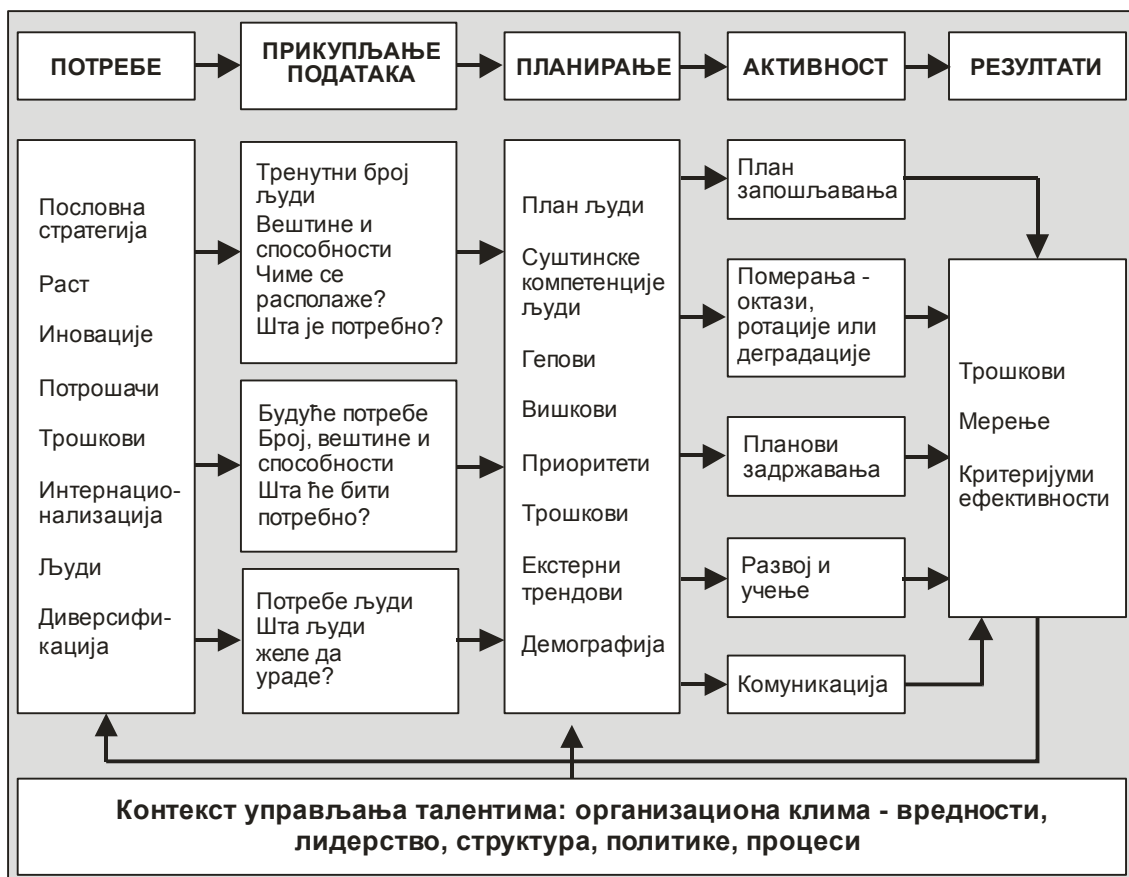 ПОТРЕБЕ
ПРИКУПЉАЊЕ
ПОДАТАКА
ПЛАНИРАЊЕ
АКТИВНОСТ
РЕЗУЛТАТИ
Пословна
стратегија
Раст
Иновације
Потрошачи
Трошкови
Интернацио-
нализација
Људи
Диверсифи-
кација
Тренутни број
људи
Вештине и
способности
Чиме се
располаже?
Шта је потребно?
Будуће потребе
Број, вештине и
способности
Шта ће бити
потребно?
Потребе људи
Шта људи
желе да
ураде?
План људи
Суштинске
компетенције
људи
Гепови
Вишкови
Приоритети
Трошкови
Екстерни
трендови
Демографија
План
запошљавања
Померања -
октази,
ротације или
деградације
Планови
задржавања
Развој и
учење
Комуникација
Трошкови
Мерење
Критеријуми
ефективности
Контекст управљања талентима: организациона клима - вредности,
лидерство, структура, политике, процеси